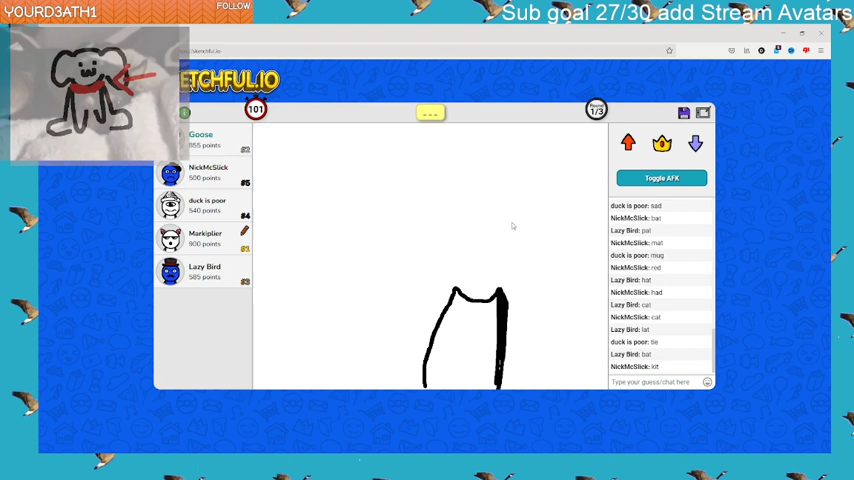 YOURD3ATH1
FOLLOW
Sub goal 27/30 add Stream Avatars
ETCHFUL.IO
101
_ _ _
Round
1/3
Goose
855 points
#2
NickMcSlick
500 points
#5
duck is poor
540 points
#4
Markiplier
900 points
#1
Lazy Bird
585 points
#3
Toggle AFK
duck is poor: sad
NickMcSlick: bat
Lazy Bird: pat
NickMcSlick: mat
duck is poor: mug
NickMcSlick: red
Lazy Bird: hat
NickMcSlick: had
Lazy Bird: cat
NickMcSlick: cat
Lazy Bird: lat
duck is poor: tie
Lazy Bird: bat
NickMcSlick: kit
Type your guess/chat here